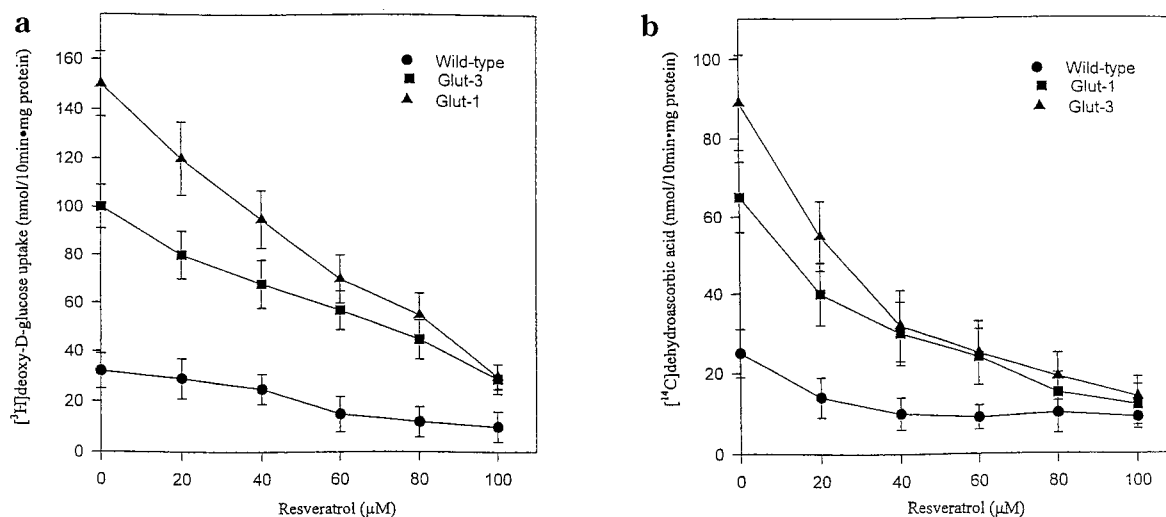 a
[³H]deoxy-D-glucose uptake (nmol/10min•mg protein)
160
140
120
100
80
60
40
20
0
Wild-type
Glut-3
Glut-1
0 20 40 60 80 100
Resveratrol (µM)
b
[¹⁴C]dehydroascorbic acid (nmol/10min•mg protein)
100
80
60
40
20
0
Wild-type
Glut-1
Glut-3
0 20 40 60 80 100
Resveratrol (µM)